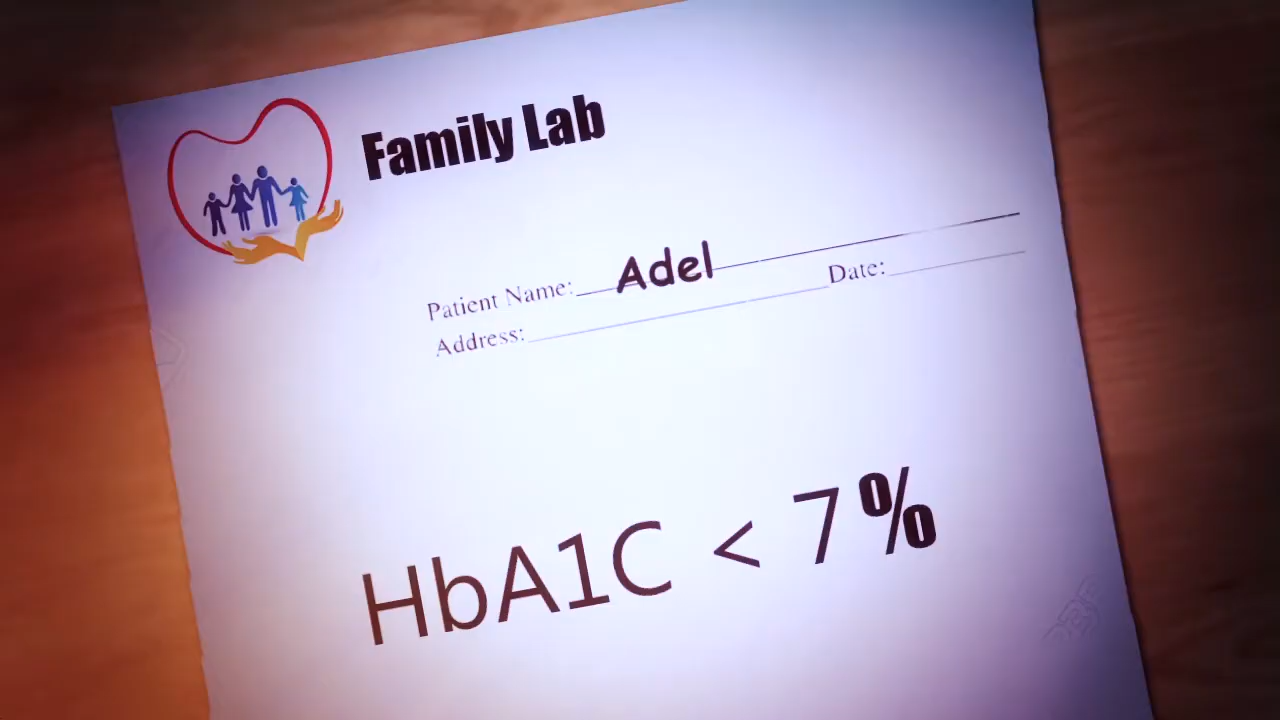 Family Lab
Patient Name: Adel
Address: Date:
HbA1C < 7%